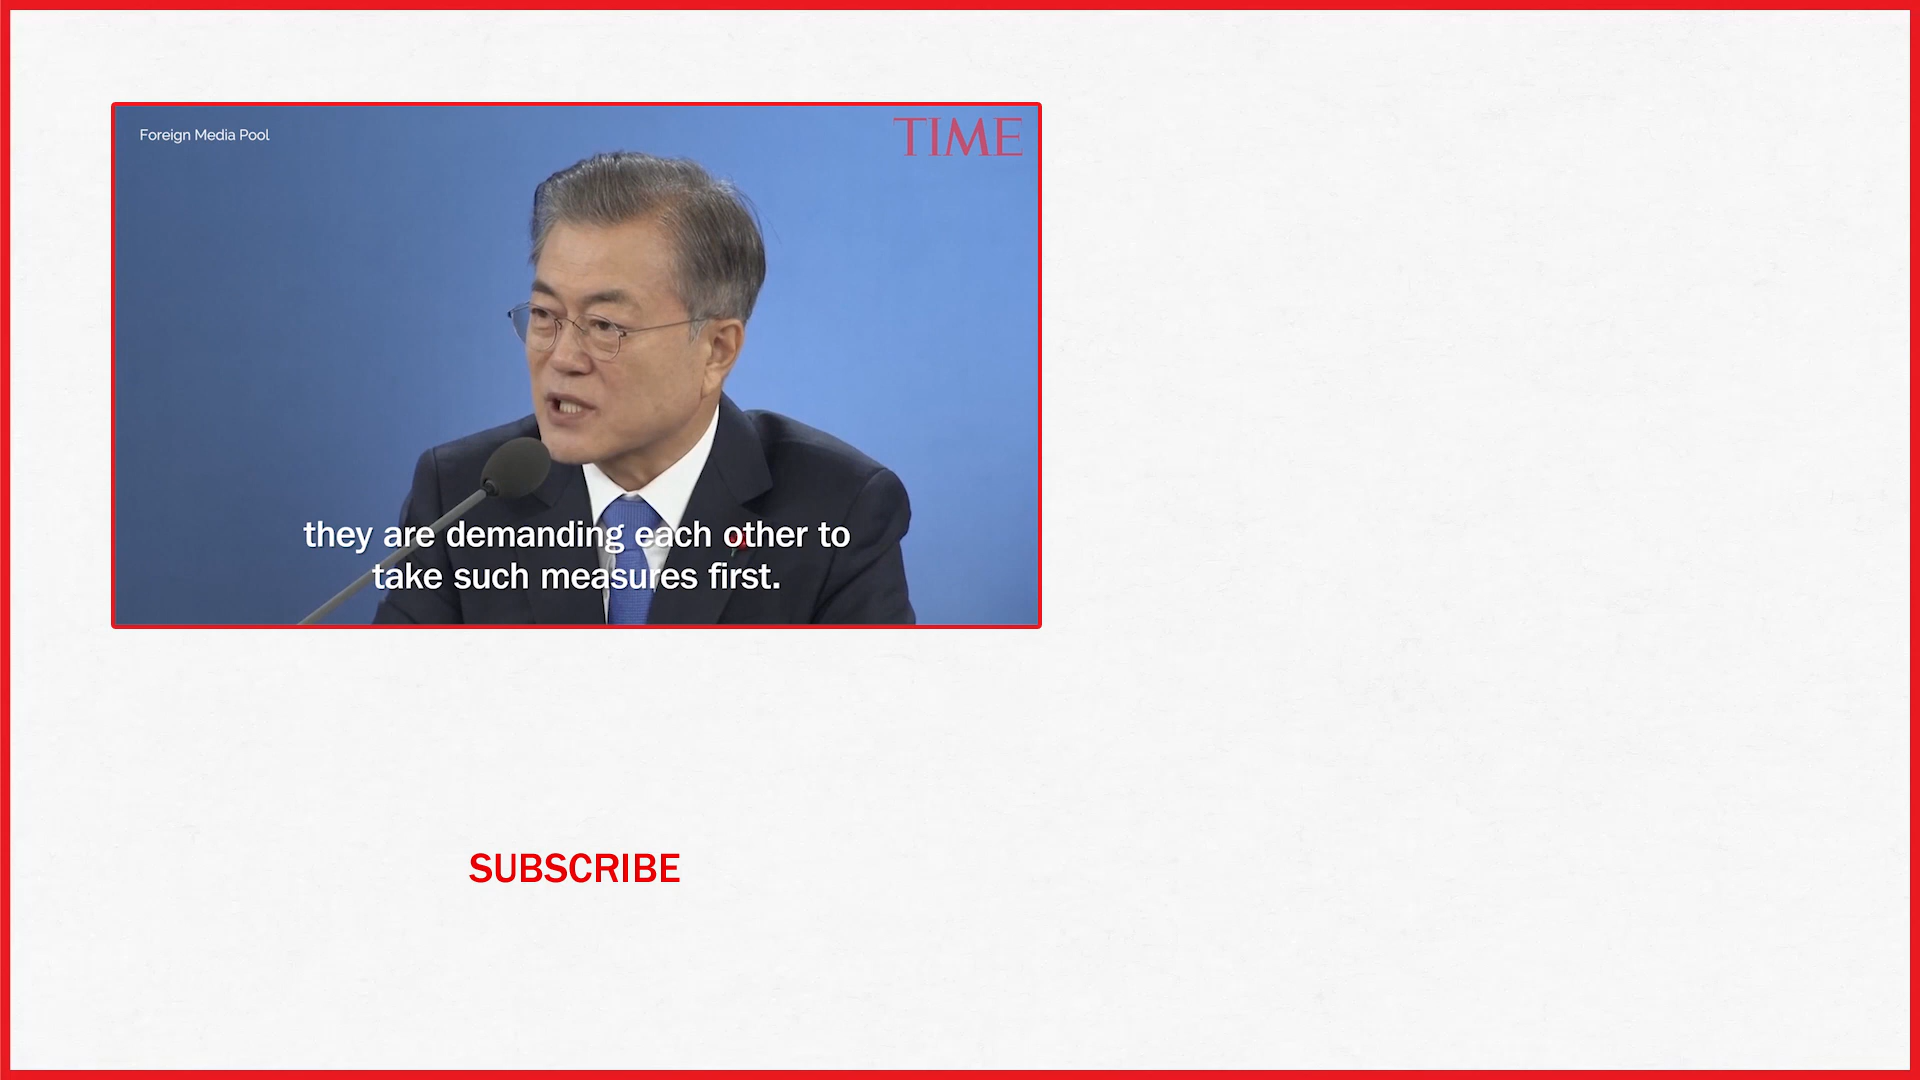 Foreign Media Pool
TIME
they are demanding each other to
take such measures first.
SUBSCRIBE